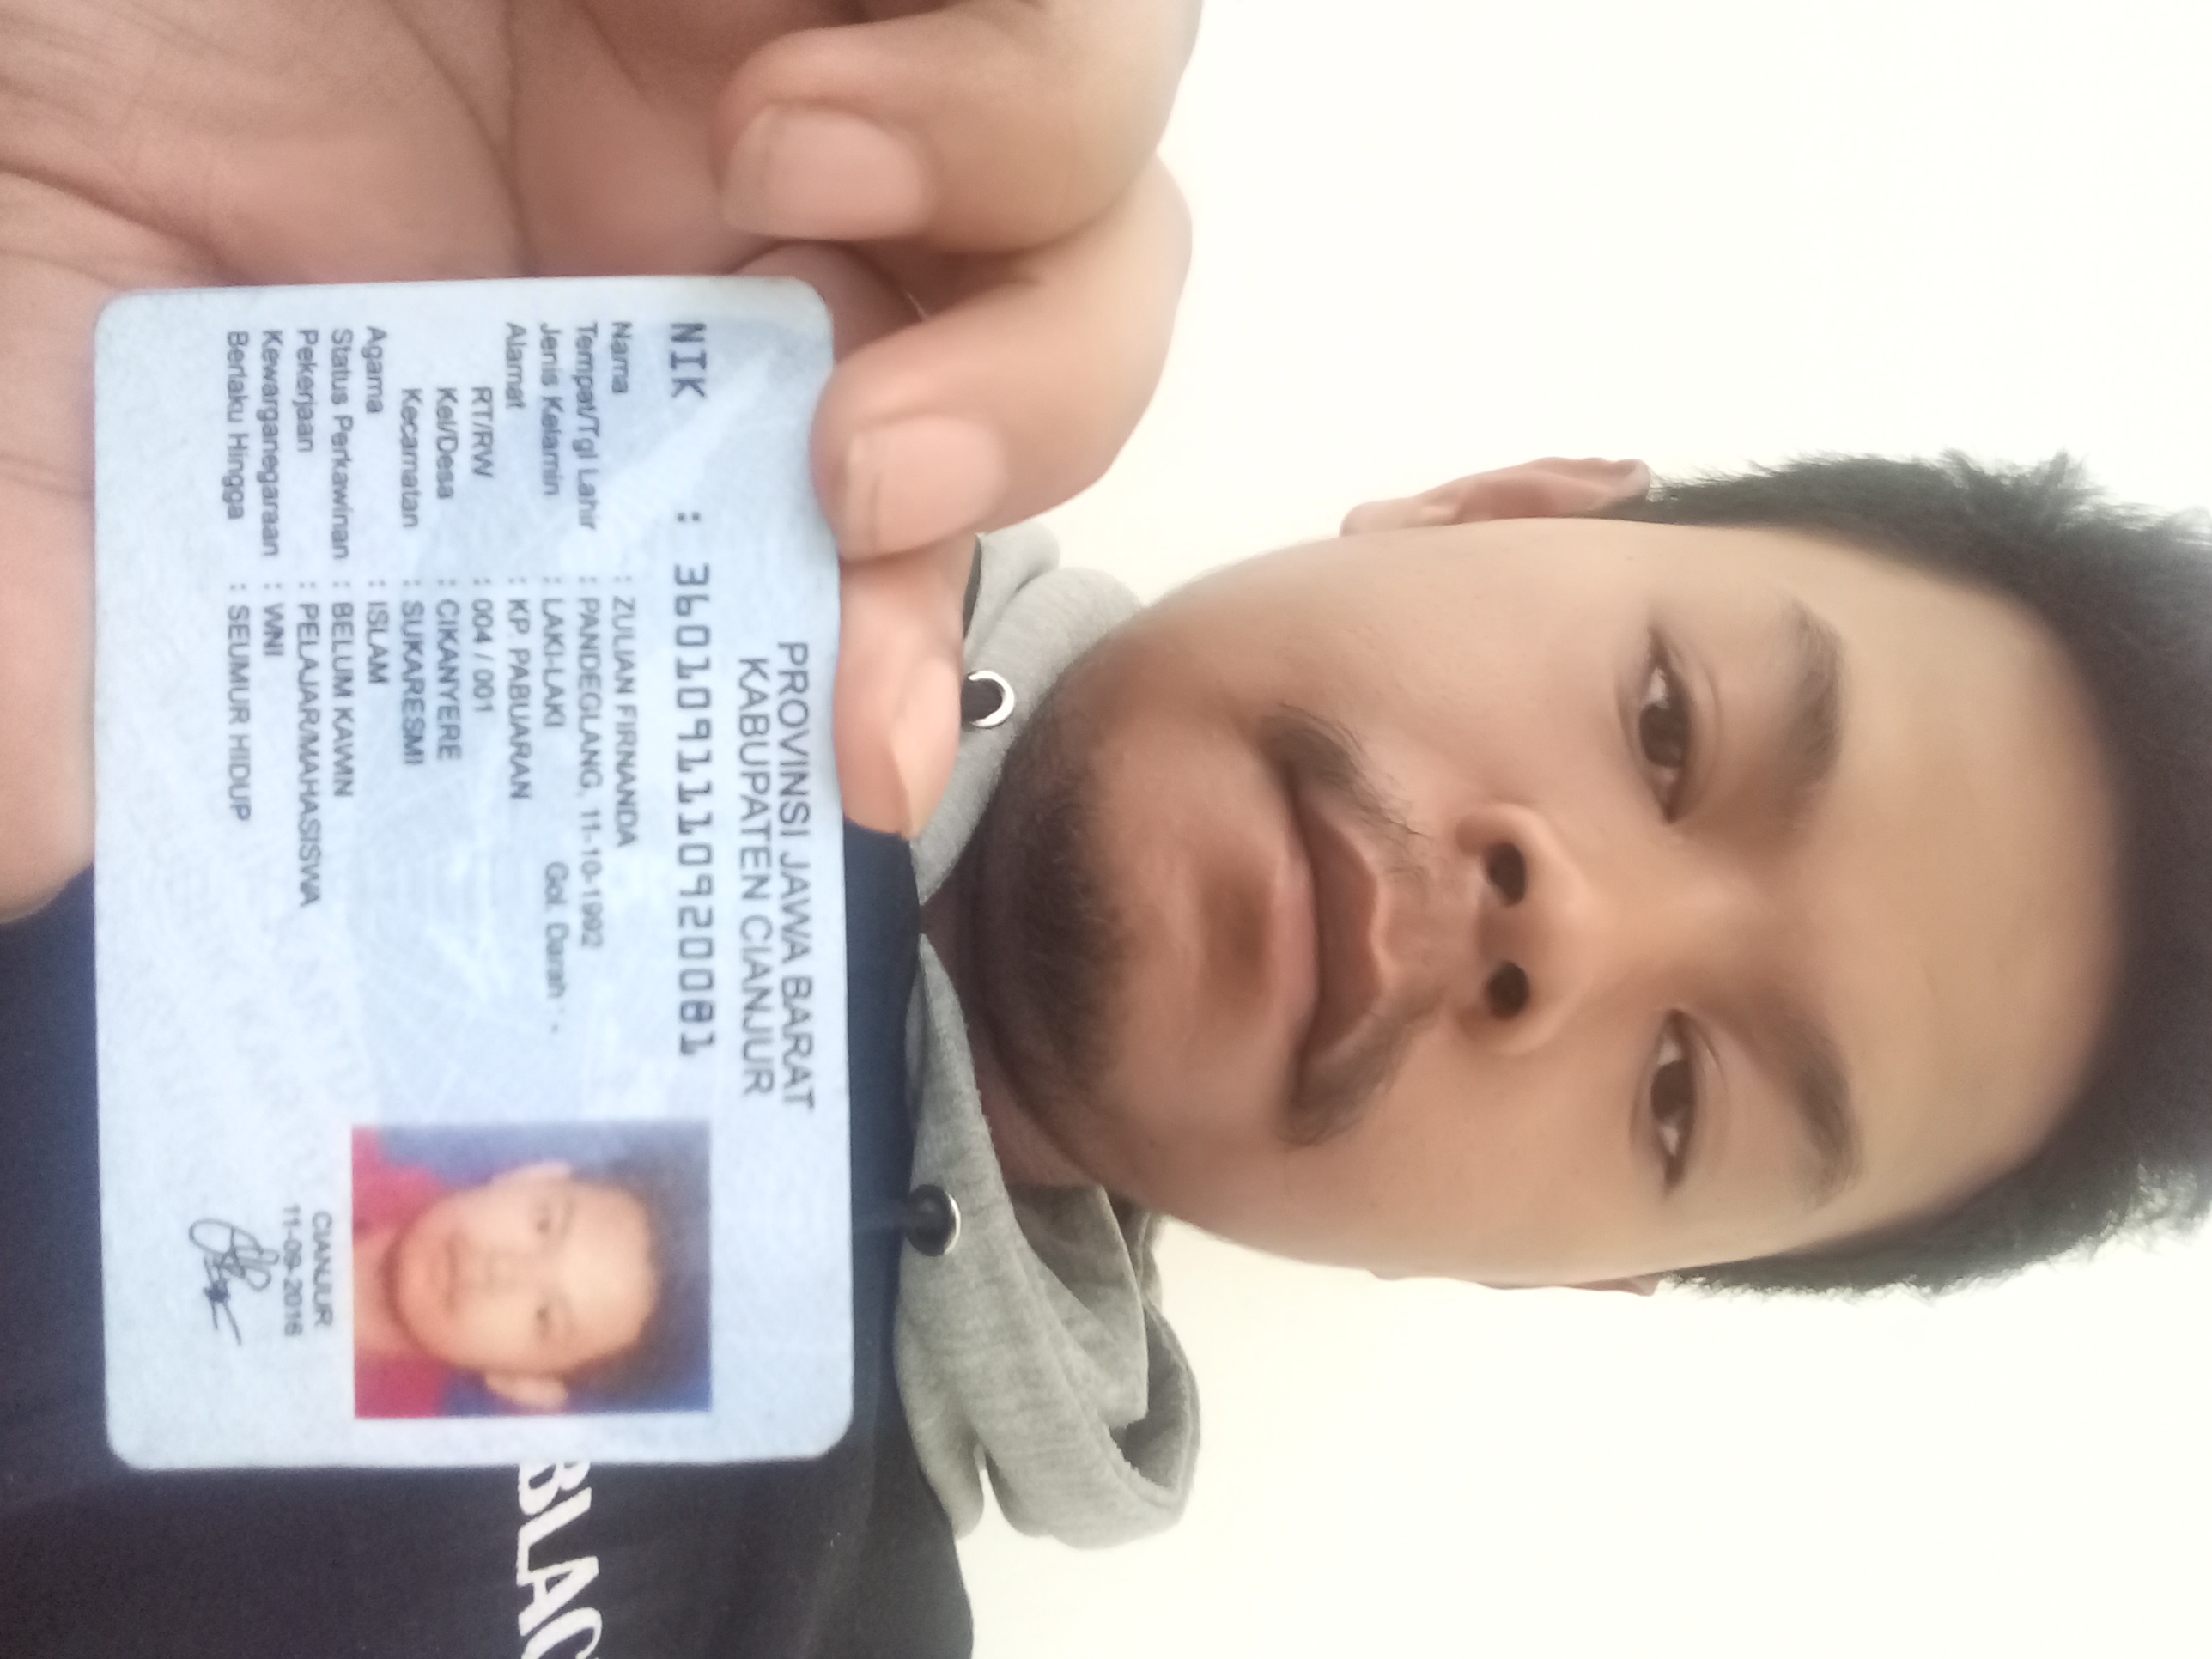 PROVINSI JAWA BARAT
KABUPATEN CIANJUR
NIK : 3601091110920081
Nama : ZULIAN FIRNANDA
Tempat/Tgl Lahir : PANDEGLANG, 11-10-1992
Jenis Kelamin : LAKI-LAKI Gol. Darah : -
Alamat : KP. PABUARAN
RT/RW : 004 / 001
Kel/Desa : CIKANYERE
Kecamatan : SUKARESMI
Agama : ISLAM
Status Perkawinan : BELUM KAWIN
Pekerjaan : PELAJAR/MAHASISWA
Kewarganegaraan : WNI
Berlaku Hingga : SEUMUR HIDUP
CIANJUR
11-09-2016
BLAC